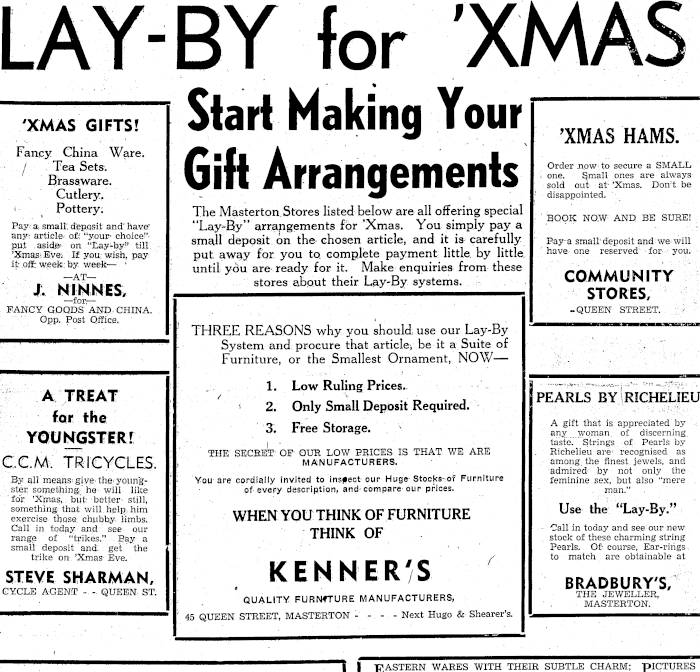 LAY-BY for 'XMAS
Start Making Your
Gift Arrangements
The Masterton Stores listed below are all offering special
"Lay-By" arrangements for 'Xmas. You simply pay a
small deposit on the chosen article, and it is carefully
put away for you to complete payment little by little
until you are ready for it. Make enquiries from these
stores about their Lay-By systems.
'XMAS GIFTS!
Fancy China Ware.
Tea Sets.
Brassware.
Cutlery.
Pottery.
Pay a small deposit and have
any article of "your choice"
put aside on "Lay-by" till
'Xmas Eve. If you wish, pay
it off week by week—
—AT—
J. NINNES,
—for—
FANCY GOODS AND CHINA.
Opp. Post Office.
A TREAT
for the
YOUNGSTER!
C.C.M. TRICYCLES.
By all means give the young-
ster something he will like
for 'Xmas, but better still,
something that will help him
exercise those chubby limbs.
Call in today and see our
range of "trikes." Pay a
small deposit and get the
trike on 'Xmas Eve.
STEVE SHARMAN,
CYCLE AGENT - - QUEEN ST.
THREE REASONS why you should use our Lay-By
System and procure that article, be it a Suite of
Furniture, or the Smallest Ornament, NOW—
1. Low Ruling Prices.
2. Only Small Deposit Required.
3. Free Storage.
THE SECRET OF OUR LOW PRICES IS THAT WE ARE
MANUFACTURERS.
You are cordially invited to inspect our Huge Stocks of Furniture
of every description, and compare our prices.
WHEN YOU THINK OF FURNITURE
THINK OF
KENNER'S
QUALITY FURNITURE MANUFACTURERS,
45 QUEEN STREET, MASTERTON - - - - Next Hugo & Shearer's.
'XMAS HAMS.
Order now to secure a SMALL
one. Small ones are always
sold out at 'Xmas. Don't be
disappointed.
BOOK NOW AND BE SURE!
Pay a small deposit and we will
have one reserved for you.
COMMUNITY
STORES,
-QUEEN STREET.
PEARLS BY RICHELIEU
A gift that is appreciated by
any woman of discerning
taste. Strings of Pearls by
Richelieu are recognised as
among the finest jewels, and
admired by not only the
feminine sex, but also "mere
man."
Use the "Lay-By."
Call in today and see our new
stock of these charming string
Pearls. Of course, Ear-rings
to match are obtainable at
BRADBURY'S,
THE JEWELLER,
MASTERTON.
EASTERN WARES WITH THEIR SUBTLE CHARM; PICTURES